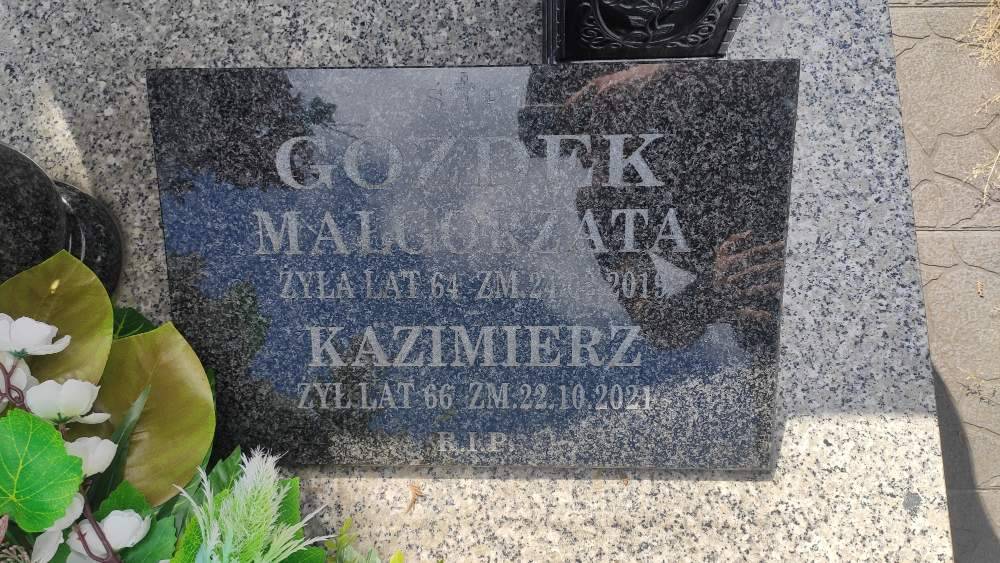 GOZDEK
MAŁGORZATA
ŻYŁA LAT 64 ZM.
KAZIMIERZ
ŻYŁ LAT 66 ZM.22.10.2021
R.I.P